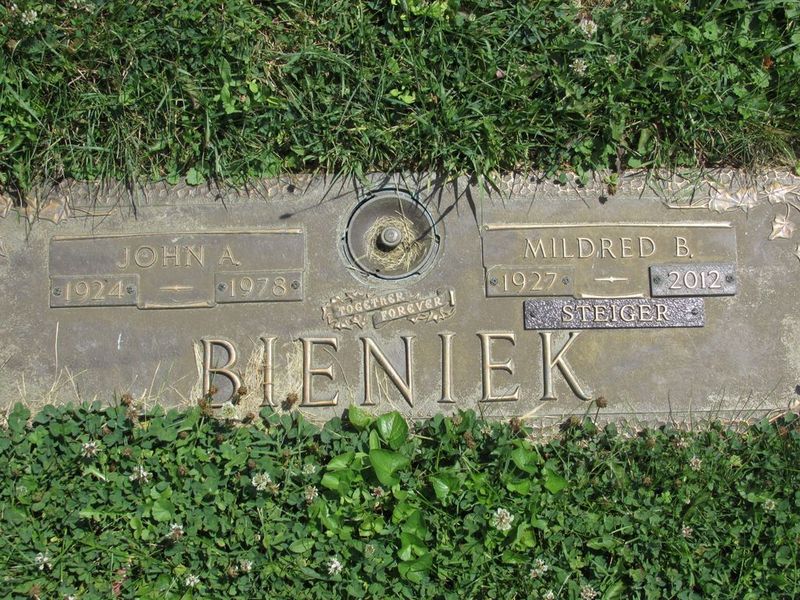 JOHN A.
1924 1978
TOGETHER
FOREVER
MILDRED B.
1927 2012
STEIGER
BIENIEK